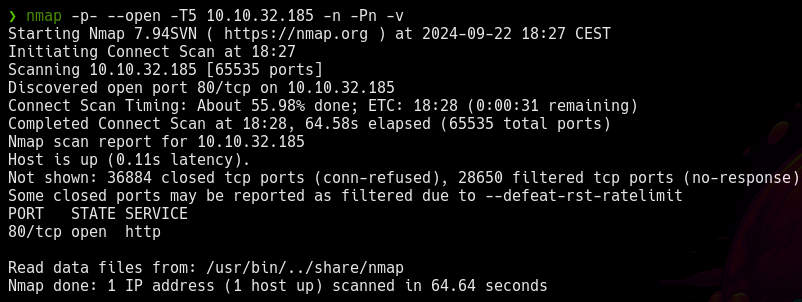 ❯ nmap -p- --open -T5 10.10.32.185 -n -Pn -v
Starting Nmap 7.94SVN ( https://nmap.org ) at 2024-09-22 18:27 CEST
Initiating Connect Scan at 18:27
Scanning 10.10.32.185 [65535 ports]
Discovered open port 80/tcp on 10.10.32.185
Connect Scan Timing: About 55.98% done; ETC: 18:28 (0:00:31 remaining)
Completed Connect Scan at 18:28, 64.58s elapsed (65535 total ports)
Nmap scan report for 10.10.32.185
Host is up (0.11s latency).
Not shown: 36884 closed tcp ports (conn-refused), 28650 filtered tcp ports (no-response)
Some closed ports may be reported as filtered due to --defeat-rst-ratelimit
PORT   STATE SERVICE
80/tcp open  http
Read data files from: /usr/bin/../share/nmap
Nmap done: 1 IP address (1 host up) scanned in 64.64 seconds